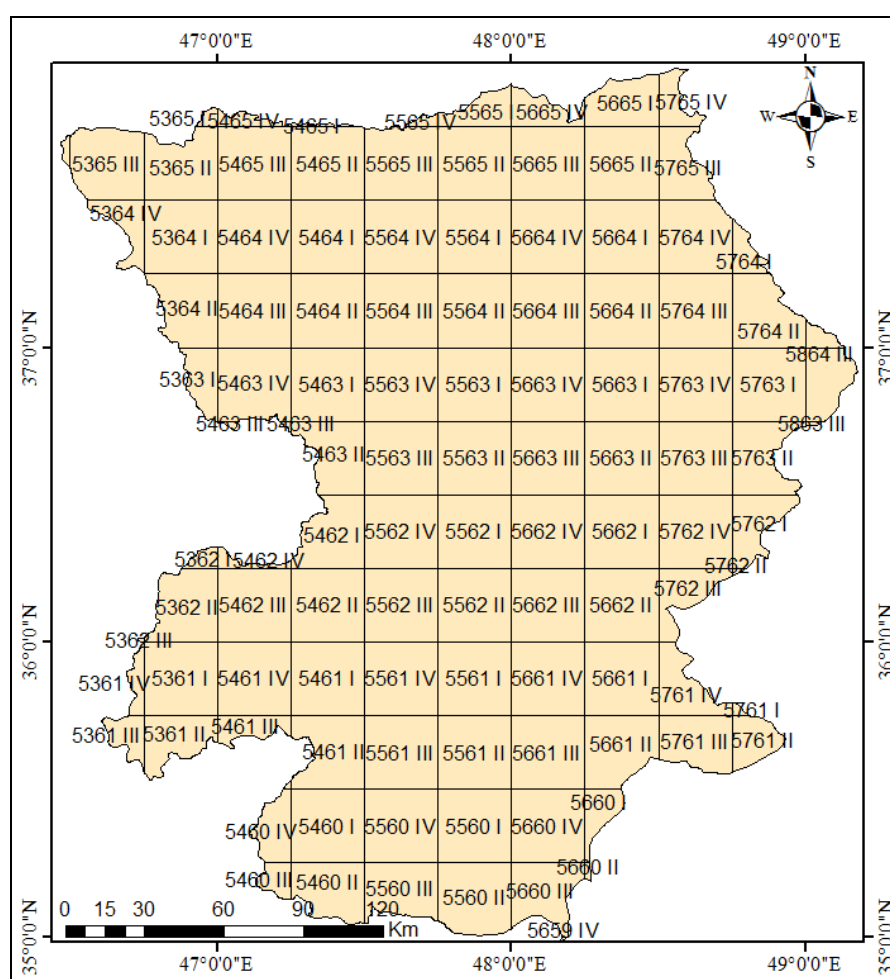 47°0'0"E 48°0'0"E 49°0'0"E
N
W E
S
5365 I 5465 IV 5465 I 5565 IV 5565 I 5665 IV 5665 I 5765 IV
5365 III 5365 II 5465 III 5465 II 5565 III 5565 II 5665 III 5665 II 5765 III
5364 IV
5364 I 5464 IV 5464 I 5564 IV 5564 I 5664 IV 5664 I 5764 IV
5764 I
5364 II 5464 III 5464 II 5564 III 5564 II 5664 III 5664 II 5764 III
5764 II
37°0'0"N 5864 III 37°0'0"N
5363 I 5463 IV 5463 I 5563 IV 5563 I 5663 IV 5663 I 5763 IV 5763 I
5463 III 5463 III 5863 III
5463 II 5563 III 5563 II 5663 III 5663 II 5763 III 5763 II
5462 I 5562 IV 5562 I 5662 IV 5662 I 5762 IV 5762 I
5362 I 5462 IV 5762 II
5762 III
5362 II 5462 III 5462 II 5562 III 5562 II 5662 III 5662 II
36°0'0"N 5362 III 36°0'0"N
5361 IV 5361 I 5461 IV 5461 I 5561 IV 5561 I 5661 IV 5661 I
5761 IV
5761 I
5361 III 5361 II 5461 III 5461 II 5561 III 5561 II 5661 III 5661 II 5761 III 5761 II
5660 I
5460 IV 5460 I 5560 IV 5560 I 5660 IV
5660 II
5460 III 5460 II 5560 III 5560 II 5660 III
0 15 30 60 90 120
Km
35°0'0"N 5659 IV 35°0'0"N
47°0'0"E 48°0'0"E 49°0'0"E